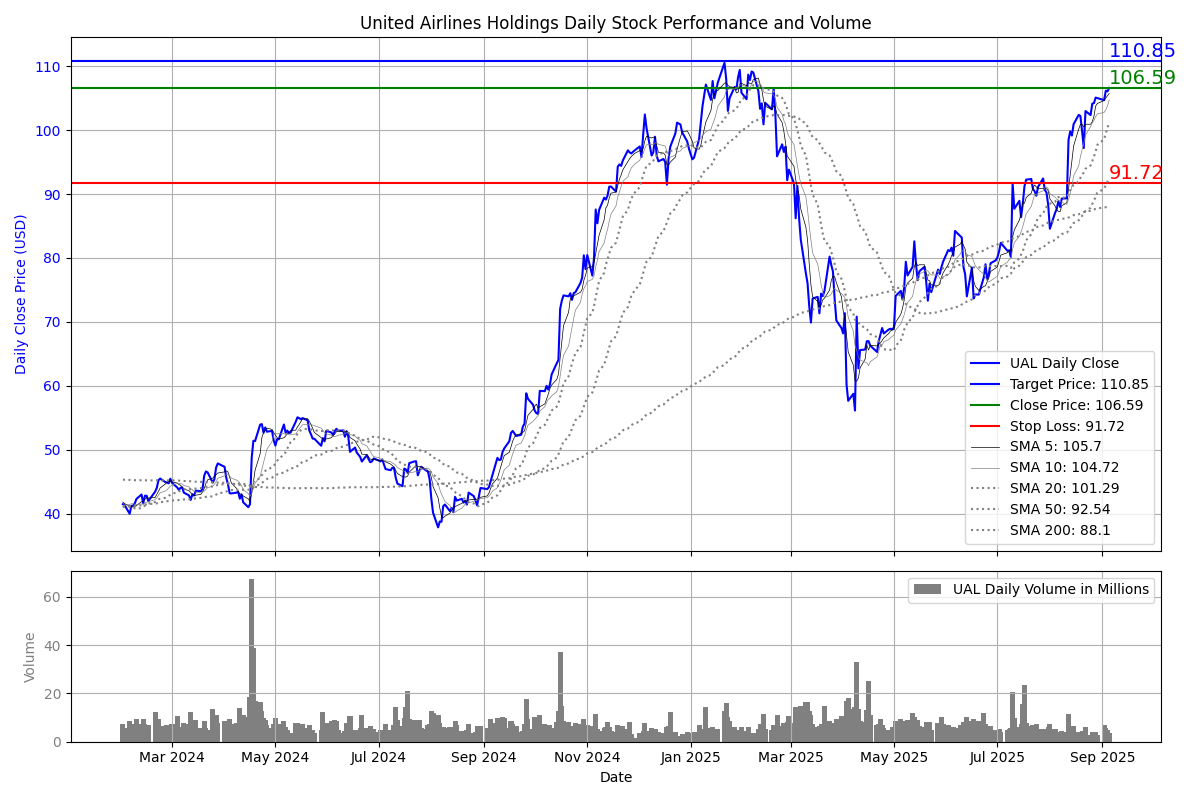 United Airlines Holdings Daily Stock Performance and Volume
110.85
106.59
91.72
Daily Close Price (USD)
110
100
90
80
70
60
50
40
UAL Daily Close
Target Price: 110.85
Close Price: 106.59
Stop Loss: 91.72
SMA 5: 105.7
SMA 10: 104.72
SMA 20: 101.29
SMA 50: 92.54
SMA 200: 88.1
Volume
60
40
20
0
UAL Daily Volume in Millions
Mar 2024
May 2024
Jul 2024
Sep 2024
Nov 2024
Jan 2025
Mar 2025
May 2025
Jul 2025
Sep 2025
Date